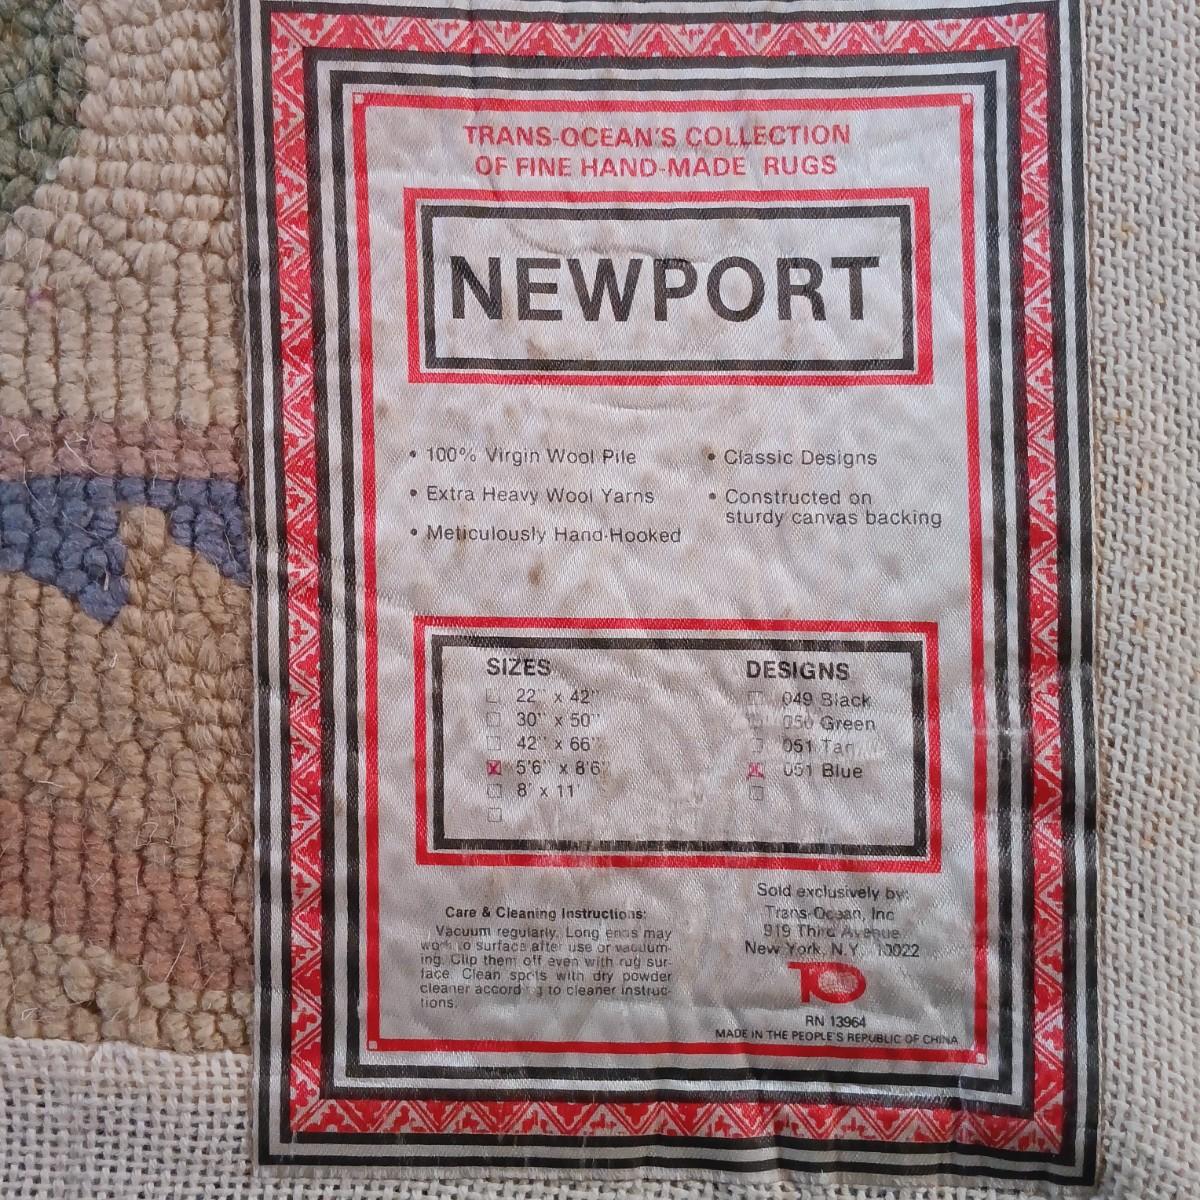 TRANS-OCEAN'S COLLECTION
OF FINE HAND-MADE RUGS
NEWPORT
• 100% Virgin Wool Pile
• Extra Heavy Wool Yarns
• Meticulously Hand-Hooked
• Classic Designs
• Constructed on
sturdy canvas backing
SIZES
22" x 42"
30" x 50"
42" x 66"
5'6" x 8'6"
8' x 11'
DESIGNS
049 Black
050 Green
051 Tan
051 Blue
Care & Cleaning Instructions:
Vacuum regularly. Long ends may
work to surface after use or vacuum-
ing. Clip them off even with rug sur-
face. Clean spots with dry powder
cleaner according to cleaner instruc-
tions.
Sold exclusively by:
Trans-Ocean, Inc
919 Third Avenue
New York, N.Y. 10022
TO
RN 13964
MADE IN THE PEOPLE'S REPUBLIC OF CHINA